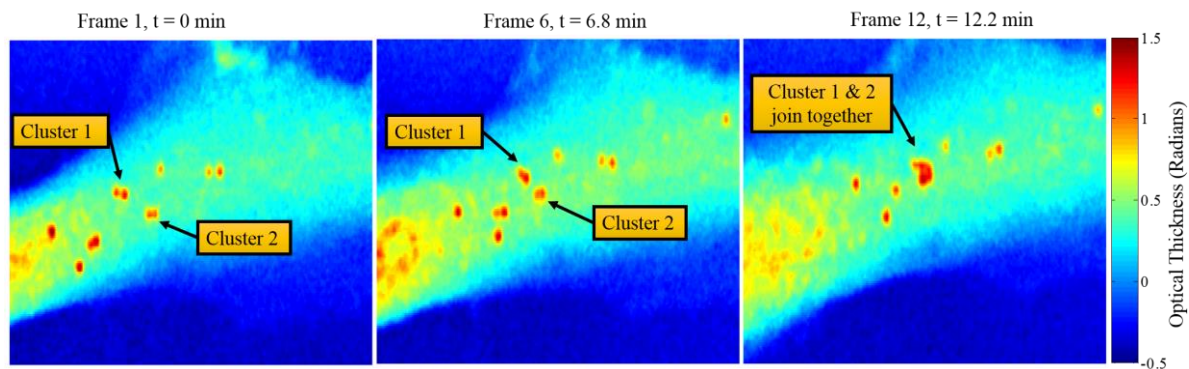 Frame 1, t = 0 min
Frame 6, t = 6.8 min
Frame 12, t = 12.2 min
Cluster 1
Cluster 2
Cluster 1
Cluster 2
Cluster 1 & 2
join together
1.5
1
0.5
0
-0.5
Optical Thickness (Radians)